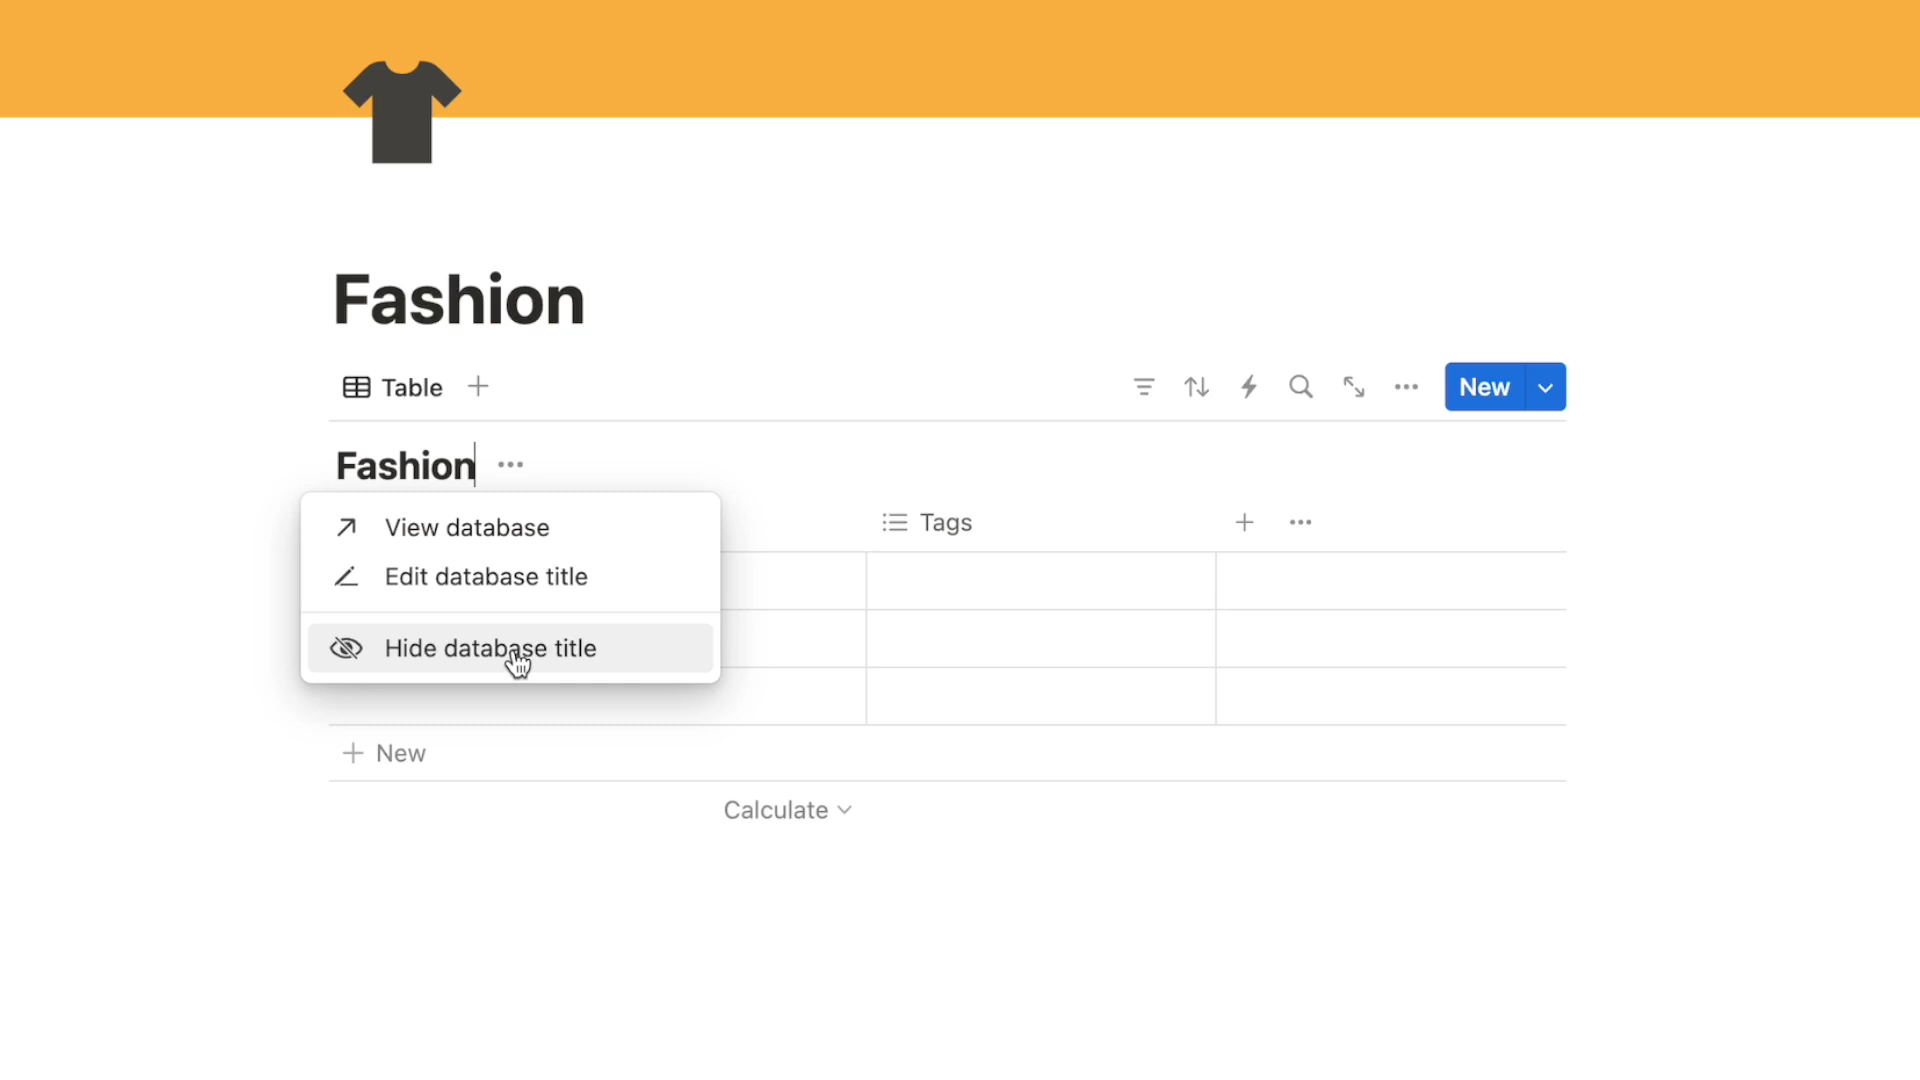 Fashion
Table
New
Fashion
View database
Edit database title
Hide database title
Tags
New
Calculate